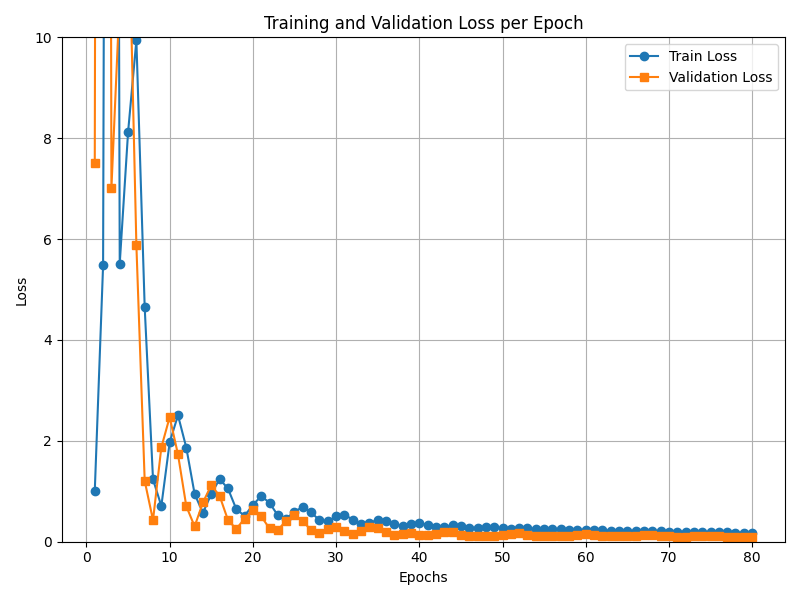 Training and Validation Loss per Epoch
Train Loss
Validation Loss
Loss
10
8
6
4
2
0
0 10 20 30 40 50 60 70 80
Epochs